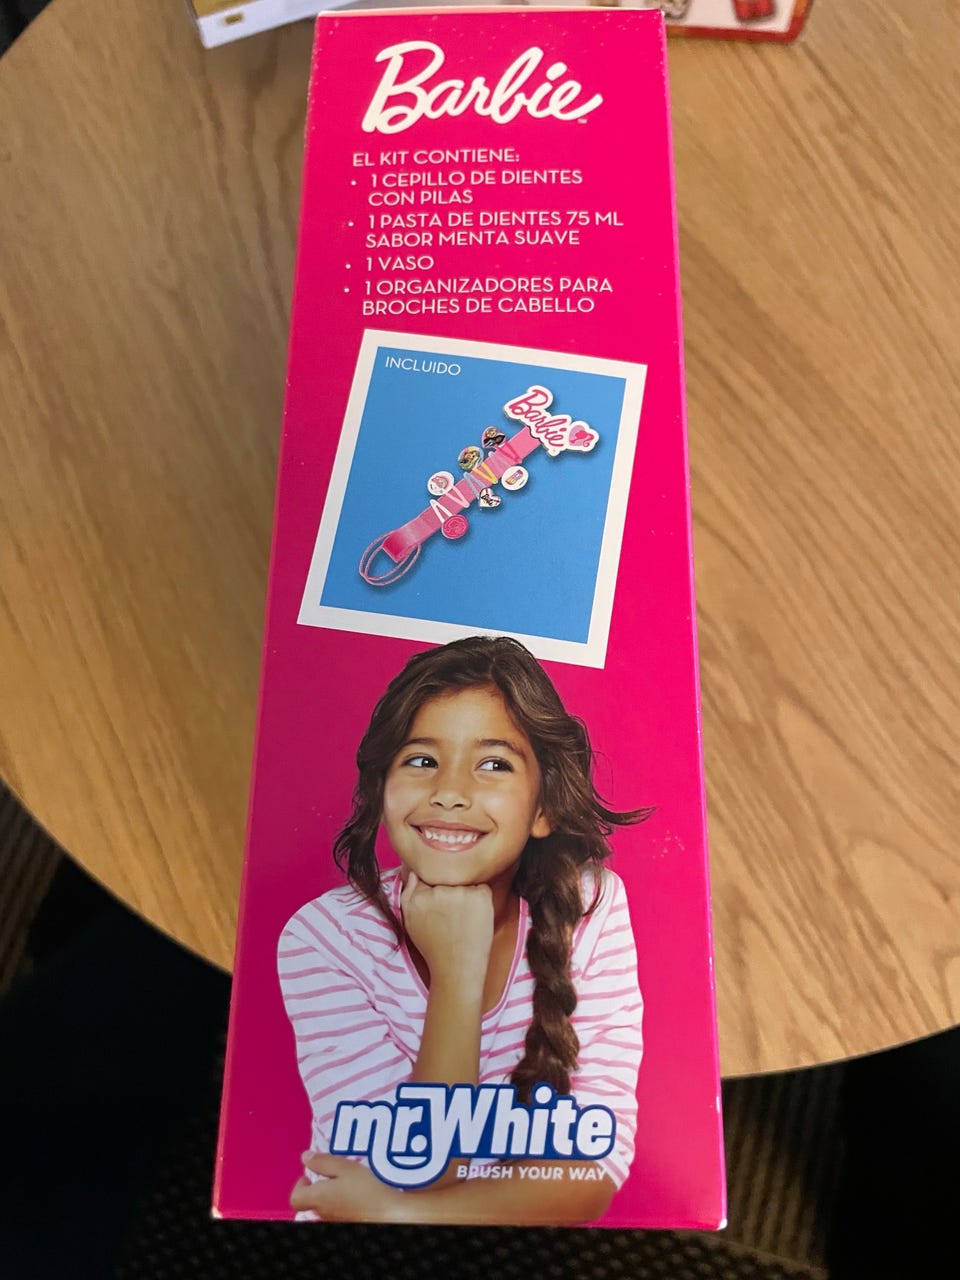 Barbie™
EL KIT CONTIENE:
• 1 CEPILLO DE DIENTES
CON PILAS
• 1 PASTA DE DIENTES 75 ML
SABOR MENTA SUAVE
• 1 VASO
• 1 ORGANIZADORES PARA
BROCHES DE CABELLO
INCLUIDO
Barbie
mr.White
BRUSH YOUR WAY